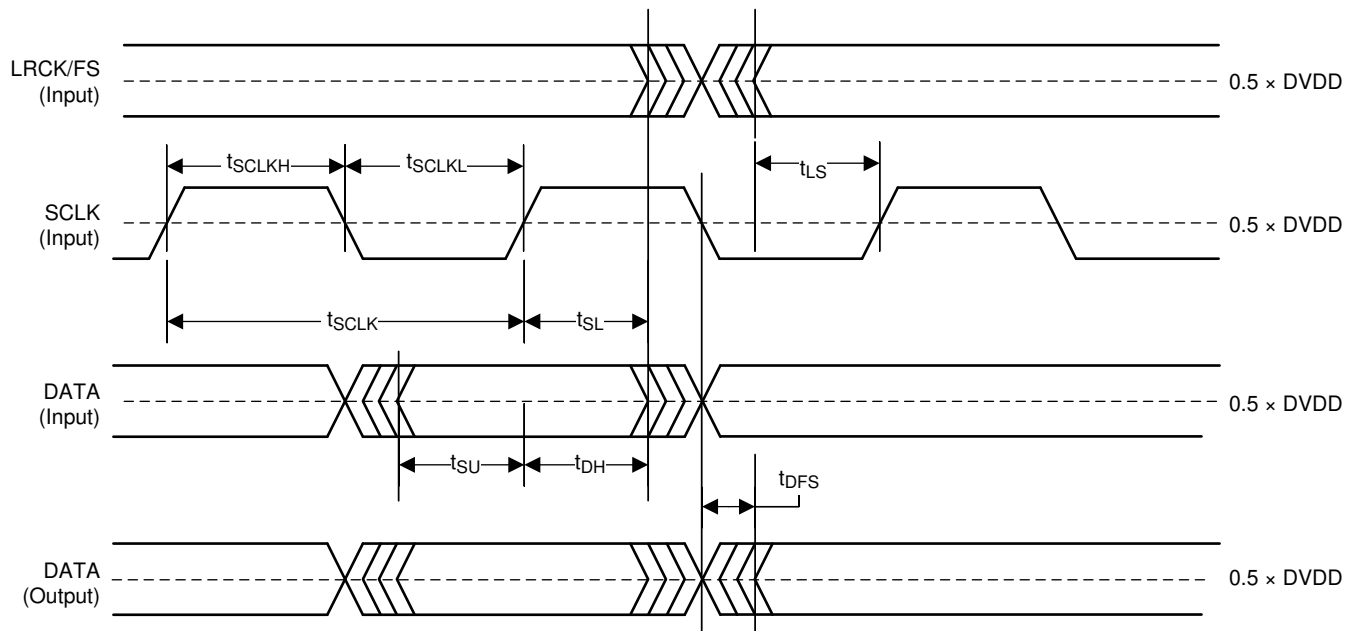 LRCK/FS
(Input)
0.5 × DVDD
tSCLKH
tSCLKL
tLS
SCLK
(Input)
0.5 × DVDD
tSCLK
tSL
DATA
(Input)
0.5 × DVDD
tSU
tDH
tDFS
DATA
(Output)
0.5 × DVDD